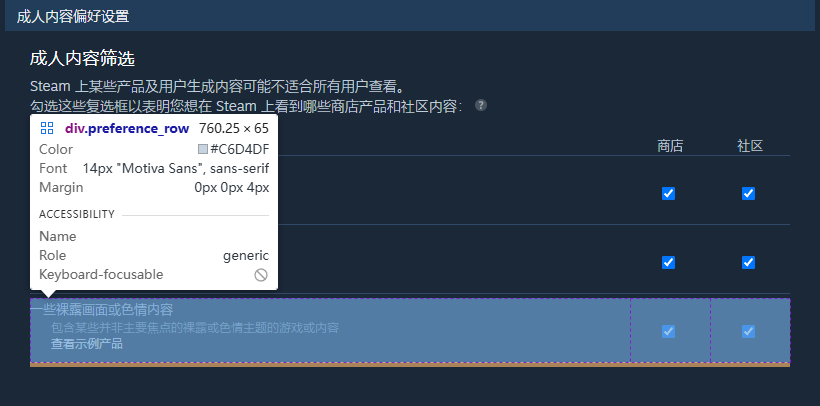 成人内容偏好设置
成人内容筛选
Steam 上某些产品及用户生成内容可能不适合所有用户查看。
勾选这些复选框以表明您想在 Steam 上看到哪些商店产品和社区内容： ?
div.preference_row 760.25 × 65
Color #C6D4DF
Font 14px "Motiva Sans", sans-serif
Margin 0px 0px 4px
ACCESSIBILITY
Name
Role generic
Keyboard-focusable
商店 社区
一些裸露画面或色情内容
包含某些并非主要焦点的裸露或色情主题的游戏或内容
查看示例产品